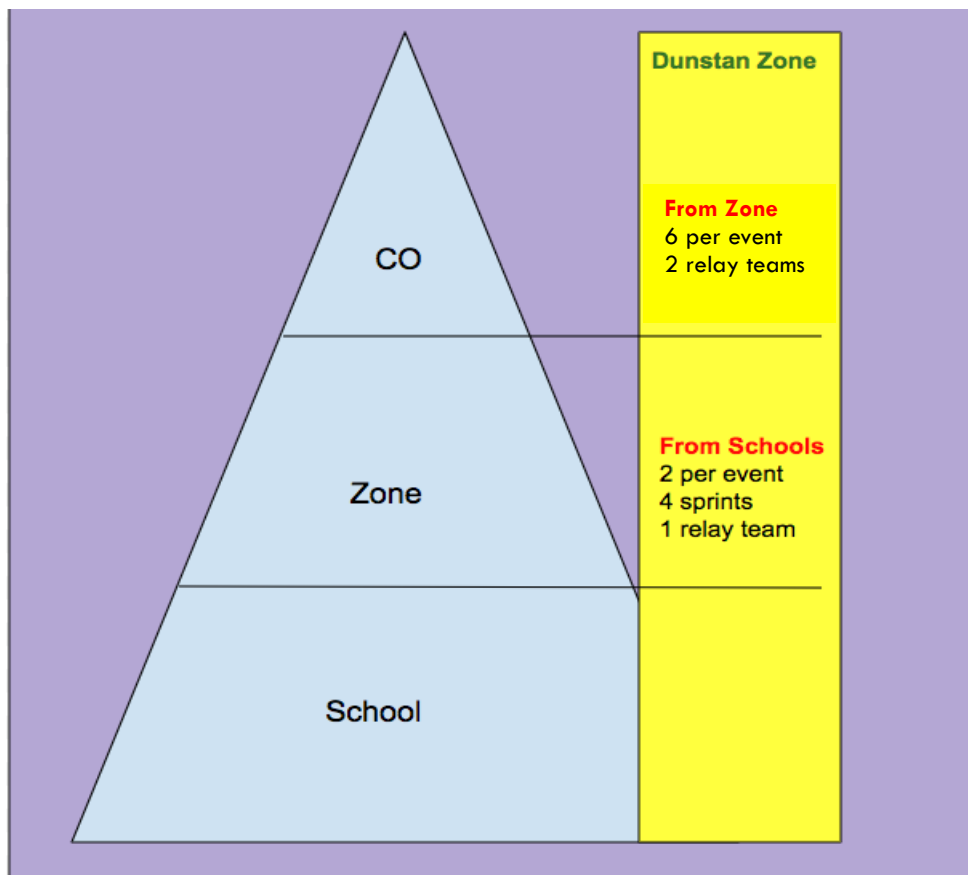 Dunstan Zone
From Zone
6 per event
2 relay teams
CO
From Schools
2 per event
4 sprints
1 relay team
Zone
School